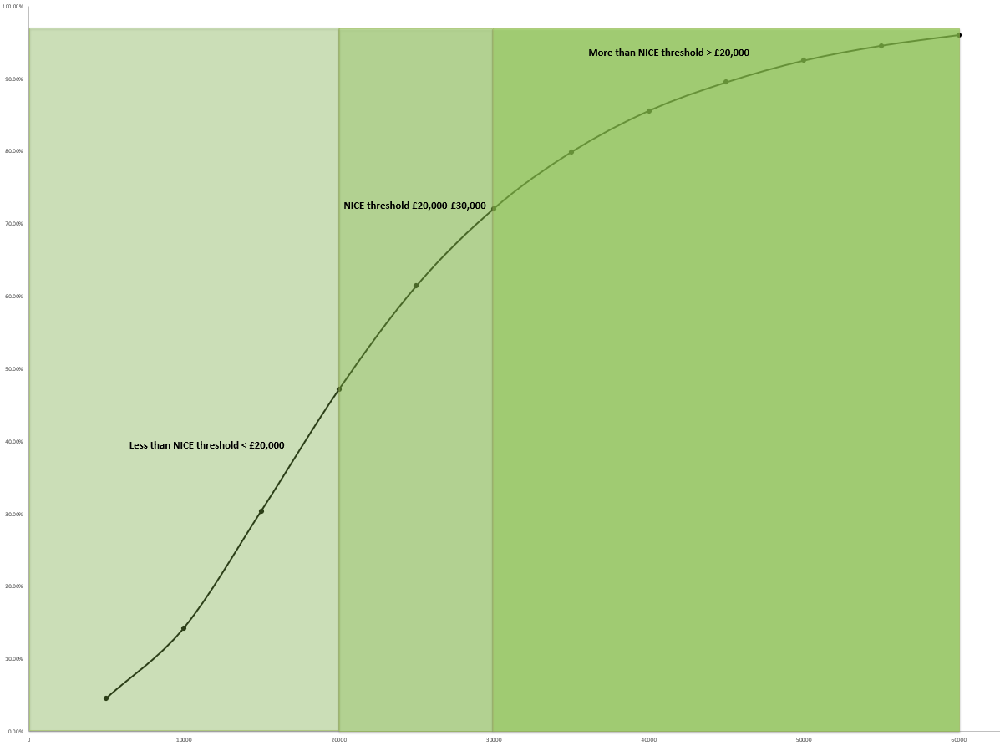 100.00%
More than NICE threshold > £20,000
90.00%
80.00%
NICE threshold £20,000-£30,000
70.00%
60.00%
50.00%
Less than NICE threshold < £20,000
40.00%
30.00%
20.00%
10.00%
0.00%
0 10000 20000 30000 40000 50000 60000